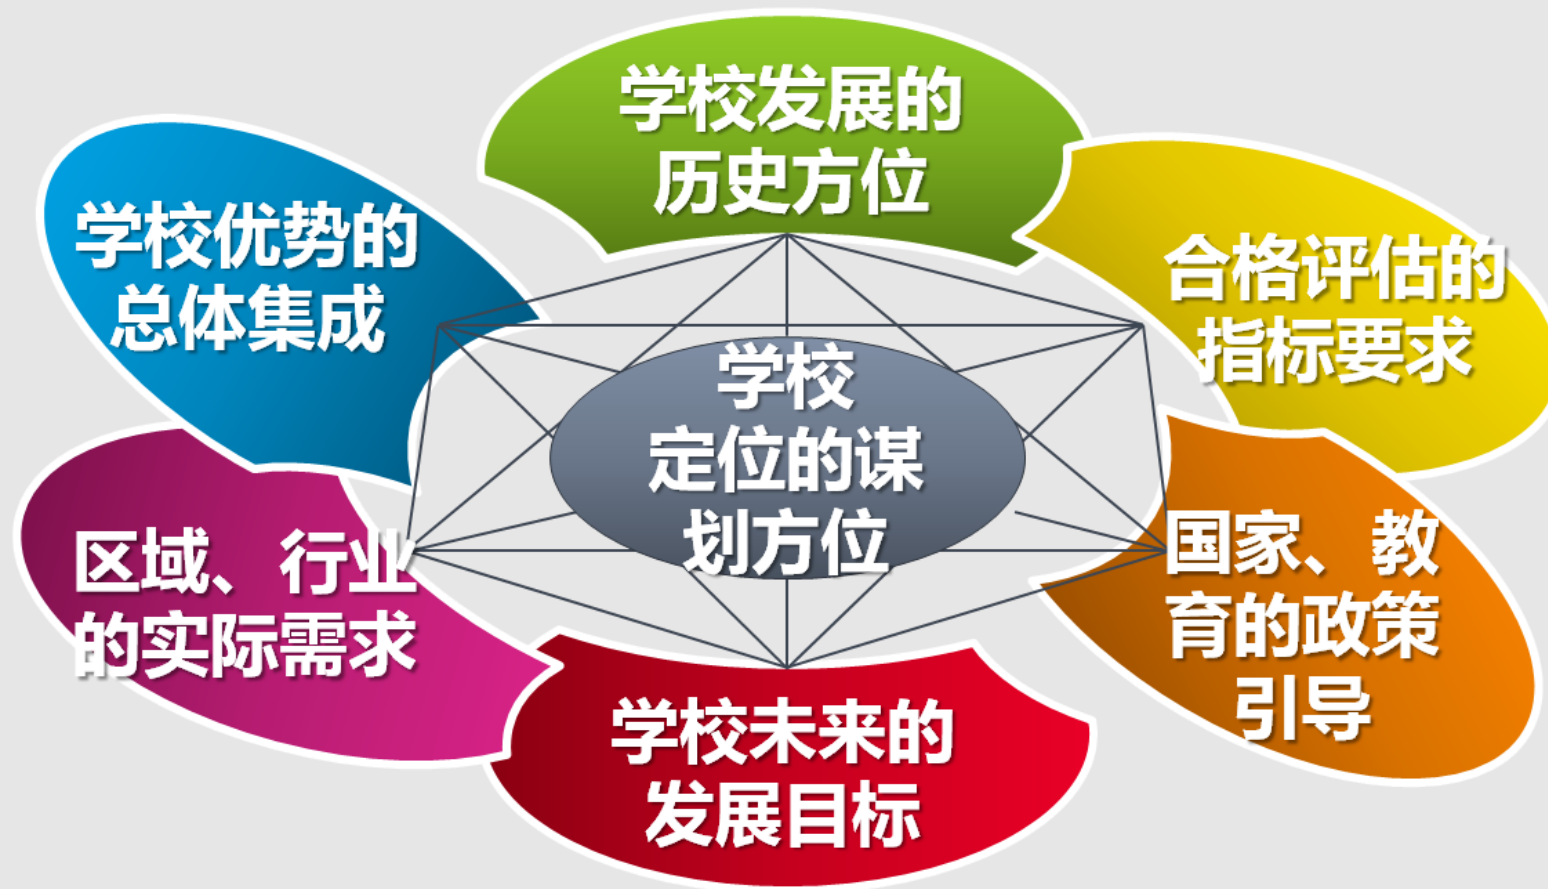 学校发展的
历史方位
学校优势的
总体集成
合格评估的
指标要求
学校
定位的谋
划方位
区域、行业
的实际需求
国家、教
育的政策
引导
学校未来的
发展目标